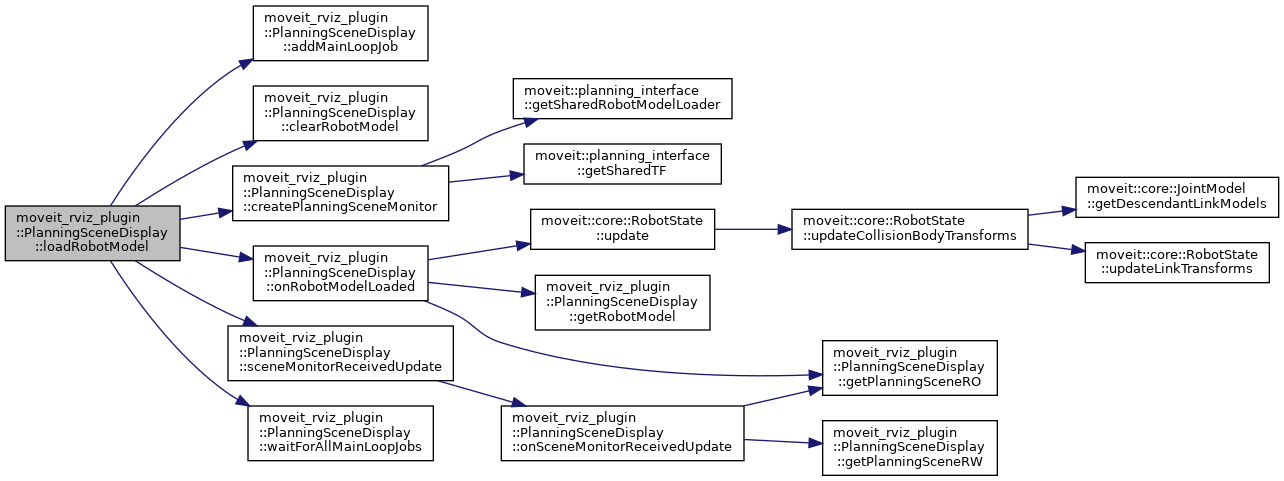 moveit_rviz_plugin
::PlanningSceneDisplay
::loadRobotModel
moveit_rviz_plugin
::PlanningSceneDisplay
::addMainLoopJob
moveit_rviz_plugin
::PlanningSceneDisplay
::clearRobotModel
moveit_rviz_plugin
::PlanningSceneDisplay
::createPlanningSceneMonitor
moveit_rviz_plugin
::PlanningSceneDisplay
::onRobotModelLoaded
moveit_rviz_plugin
::PlanningSceneDisplay
::sceneMonitorReceivedUpdate
moveit_rviz_plugin
::PlanningSceneDisplay
::waitForAllMainLoopJobs
moveit::planning_interface
::getSharedRobotModelLoader
moveit::planning_interface
::getSharedTF
moveit::core::RobotState
::update
moveit_rviz_plugin
::PlanningSceneDisplay
::getRobotModel
moveit_rviz_plugin
::PlanningSceneDisplay
::onSceneMonitorReceivedUpdate
moveit::core::RobotState
::updateCollisionBodyTransforms
moveit_rviz_plugin
::PlanningSceneDisplay
::getPlanningSceneRO
moveit_rviz_plugin
::PlanningSceneDisplay
::getPlanningSceneRW
moveit::core::JointModel
::getDescendantLinkModels
moveit::core::RobotState
::updateLinkTransforms